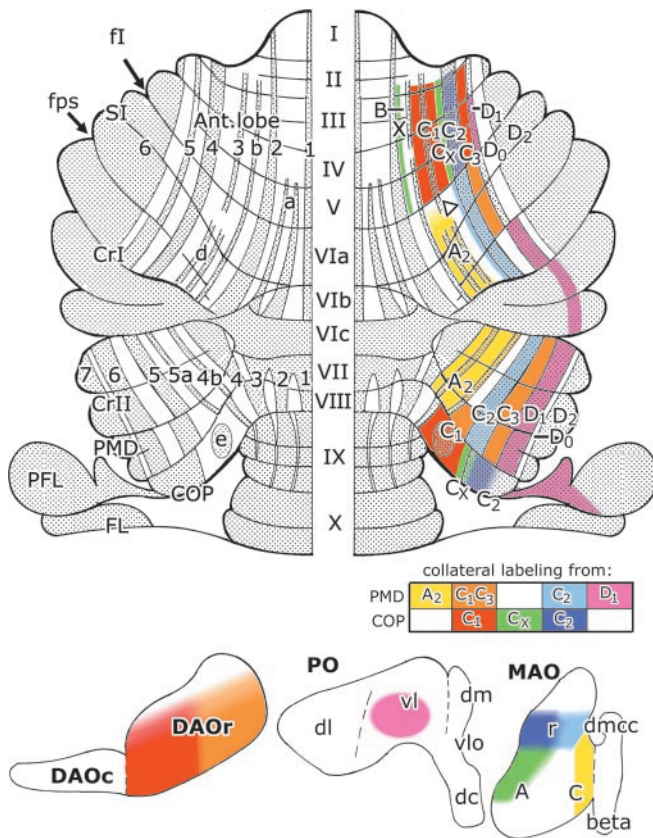 I
fI
II
fps
SI
III
B
D₁
Ant. lobe
X
C₁
C₂
D₂
6
5
4
3
b
2
1
Cₓ
C₃
D₀
IV
a
V
CrI
d
VIa
A₂
VIb
VIc
7
6
5
5a
4b
4
3
2
1
VII
A₂
CrII
VIII
C₂
C₃
D₁
D₂
C₁
D₀
PMD
e
IX
PFL
COP
Cₓ
C₂
FL
X
collateral labeling from:
PMD A₂ C₁C₃ C₂ D₁
COP C₁ Cₓ C₂
PO
MAO
DAOr
dl
vl
dm
r
dmcc
vlo
DAOc
dc
A
C
beta